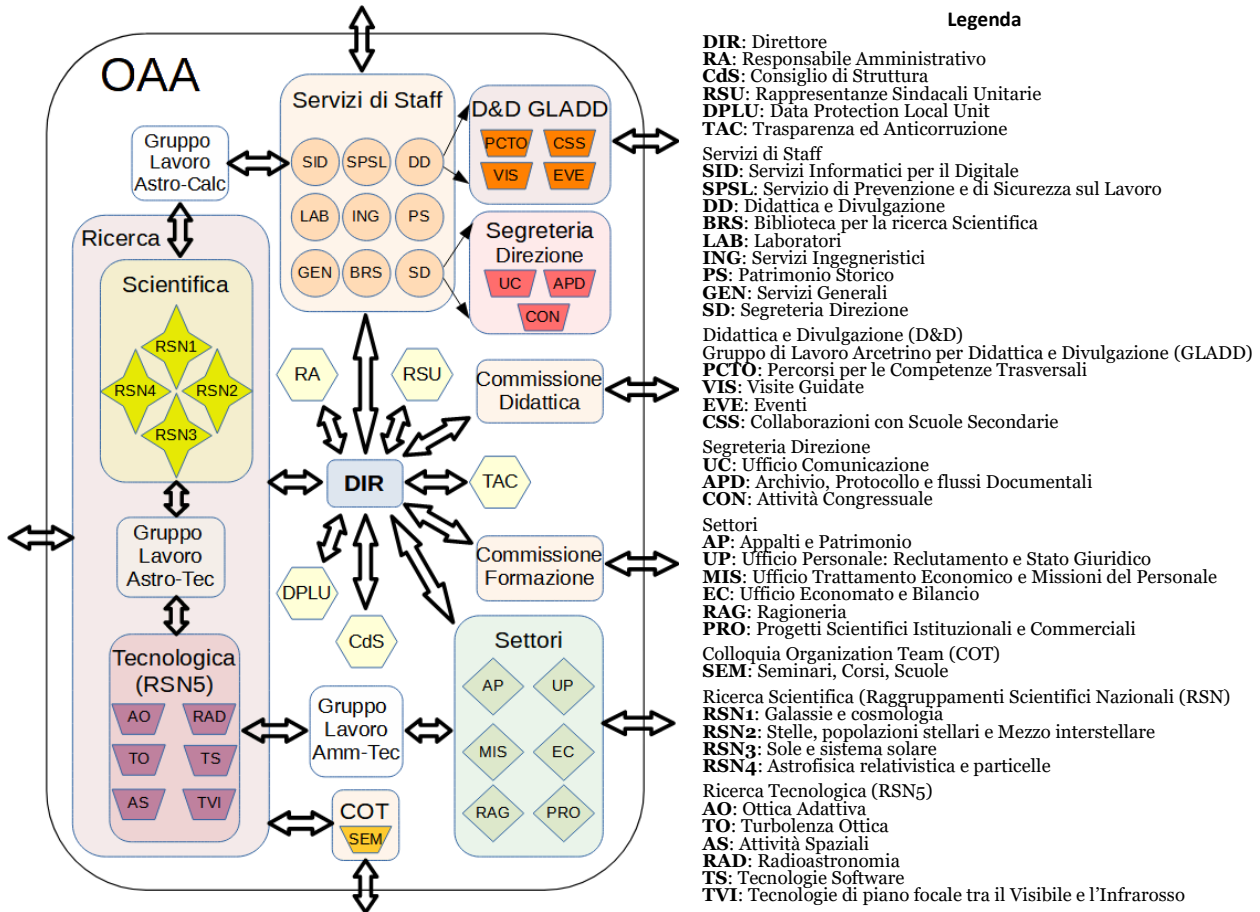 OAA
Servizi di Staff
SID
SPSL
DD
LAB
ING
PS
GEN
BRS
SD
D&D GLADD
PCTO
CSS
VIS
EVE
Segreteria
Direzione
UC
APD
CON
Gruppo
Lavoro
Astro-Calc
Ricerca
Scientifica
RSN1
RSN4
RSN2
RSN3
Gruppo
Lavoro
Astro-Tec
Tecnologica
(RSN5)
AO
RAD
TO
TS
AS
TVI
RA
RSU
Commissione
Didattica
DIR
TAC
Commissione
Formazione
DPLU
CdS
Gruppo
Lavoro
Amm-Tec
COT
SEM
Settori
AP
UP
MIS
EC
RAG
PRO
Legenda
DIR: Direttore
RA: Responsabile Amministrativo
CdS: Consiglio di Struttura
RSU: Rappresentanze Sindacali Unitarie
DPLU: Data Protection Local Unit
TAC: Trasparenza ed Anticorruzione
Servizi di Staff
SID: Servizi Informatici per il Digitale
SPSL: Servizio di Prevenzione e di Sicurezza sul Lavoro
DD: Didattica e Divulgazione
BRS: Biblioteca per la ricerca Scientifica
LAB: Laboratori
ING: Servizi Ingegneristici
PS: Patrimonio Storico
GEN: Servizi Generali
SD: Segreteria Direzione
Didattica e Divulgazione (D&D)
Gruppo di Lavoro Arcetrino per Didattica e Divulgazione (GLADD)
PCTO: Percorsi per le Competenze Trasversali
VIS: Visite Guidate
EVE: Eventi
CSS: Collaborazioni con Scuole Secondarie
Segreteria Direzione
UC: Ufficio Comunicazione
APD: Archivio, Protocollo e flussi Documentali
CON: Attività Congressuale
Settori
AP: Appalti e Patrimonio
UP: Ufficio Personale: Reclutamento e Stato Giuridico
MIS: Ufficio Trattamento Economico e Missioni del Personale
EC: Ufficio Economato e Bilancio
RAG: Ragioneria
PRO: Progetti Scientifici Istituzionali e Commerciali
Colloquia Organization Team (COT)
SEM: Seminari, Corsi, Scuole
Ricerca Scientifica (Raggruppamenti Scientifici Nazionali (RSN)
RSN1: Galassie e cosmologia
RSN2: Stelle, popolazioni stellari e Mezzo interstellare
RSN3: Sole e sistema solare
RSN4: Astrofisica relativistica e particelle
Ricerca Tecnologica (RSN5)
AO: Ottica Adattiva
TO: Turbolenza Ottica
AS: Attività Spaziali
RAD: Radioastronomia
TS: Tecnologie Software
TVI: Tecnologie di piano focale tra il Visibile e l'Infrarosso